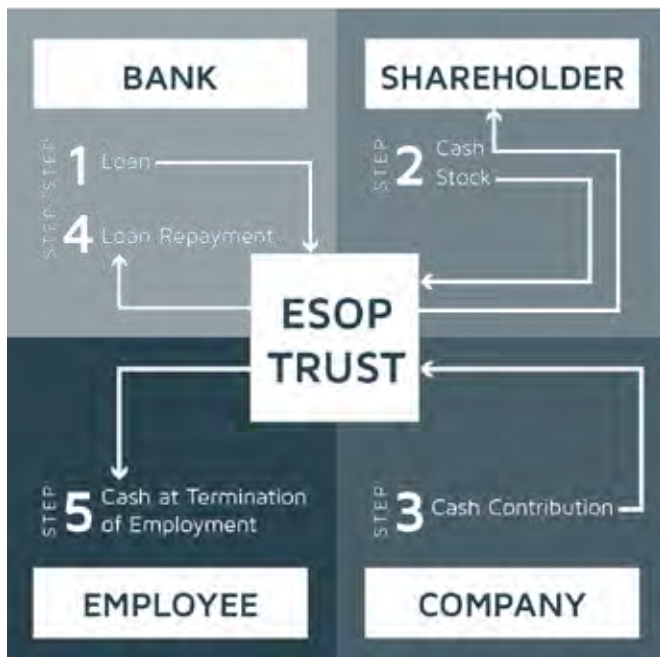 BANK
STEP 1 Loan
STEP 4 Loan Repayment
SHAREHOLDER
STEP 2 Cash
Stock
ESOP
TRUST
STEP 5 Cash at Termination
of Employment
EMPLOYEE
STEP 3 Cash Contribution
COMPANY